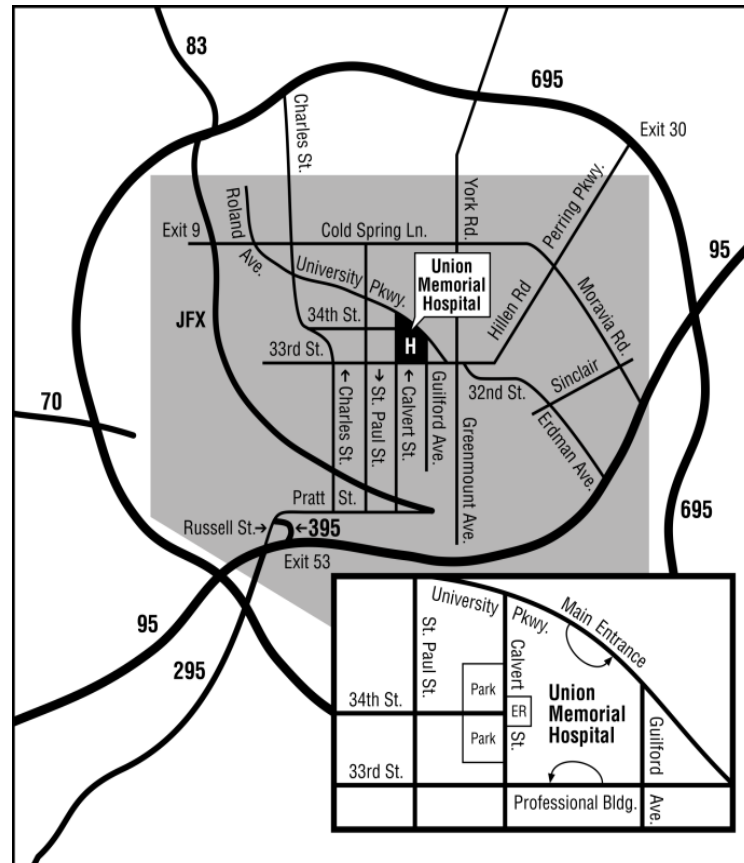 83
695
Exit 30
Charles St.
Roland
Ave.
York Rd.
Perring Pkwy.
95
Exit 9
Cold Spring Ln.
University Pkwy.
Union
Memorial
Hospital
Hillen Rd
Moravia Rd.
JFX
34th St.
H
33rd St.
32nd St.
Sinclair
Erdman Ave.
70
← Charles St.
St. Paul St. →
← Calvert St.
Guilford Ave.
Greenmount Ave.
Pratt St.
Russell St.→
←395
Exit 53
695
95
295
University Pkwy.
Main Entrance
St. Paul St.
Calvert St.
Park
ER
Union
Memorial
Hospital
34th St.
Park
Guilford Ave.
33rd St.
Professional Bldg.